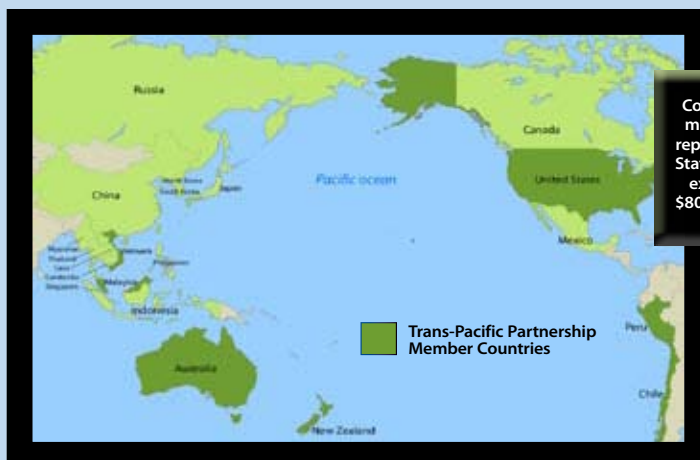 Russia
Canada
China
North Korea
South Korea
Japan
Pacific ocean
United States
Mexico
Myanmar
Thailand
Laos
Cambodia
Singapore
Vietnam
Philippines
Malaysia
Indonesia
Trans-Pacific Partnership
Member Countries
Peru
Australia
Chile
New Zealand
Co
m
rep
Stat
ex
$80